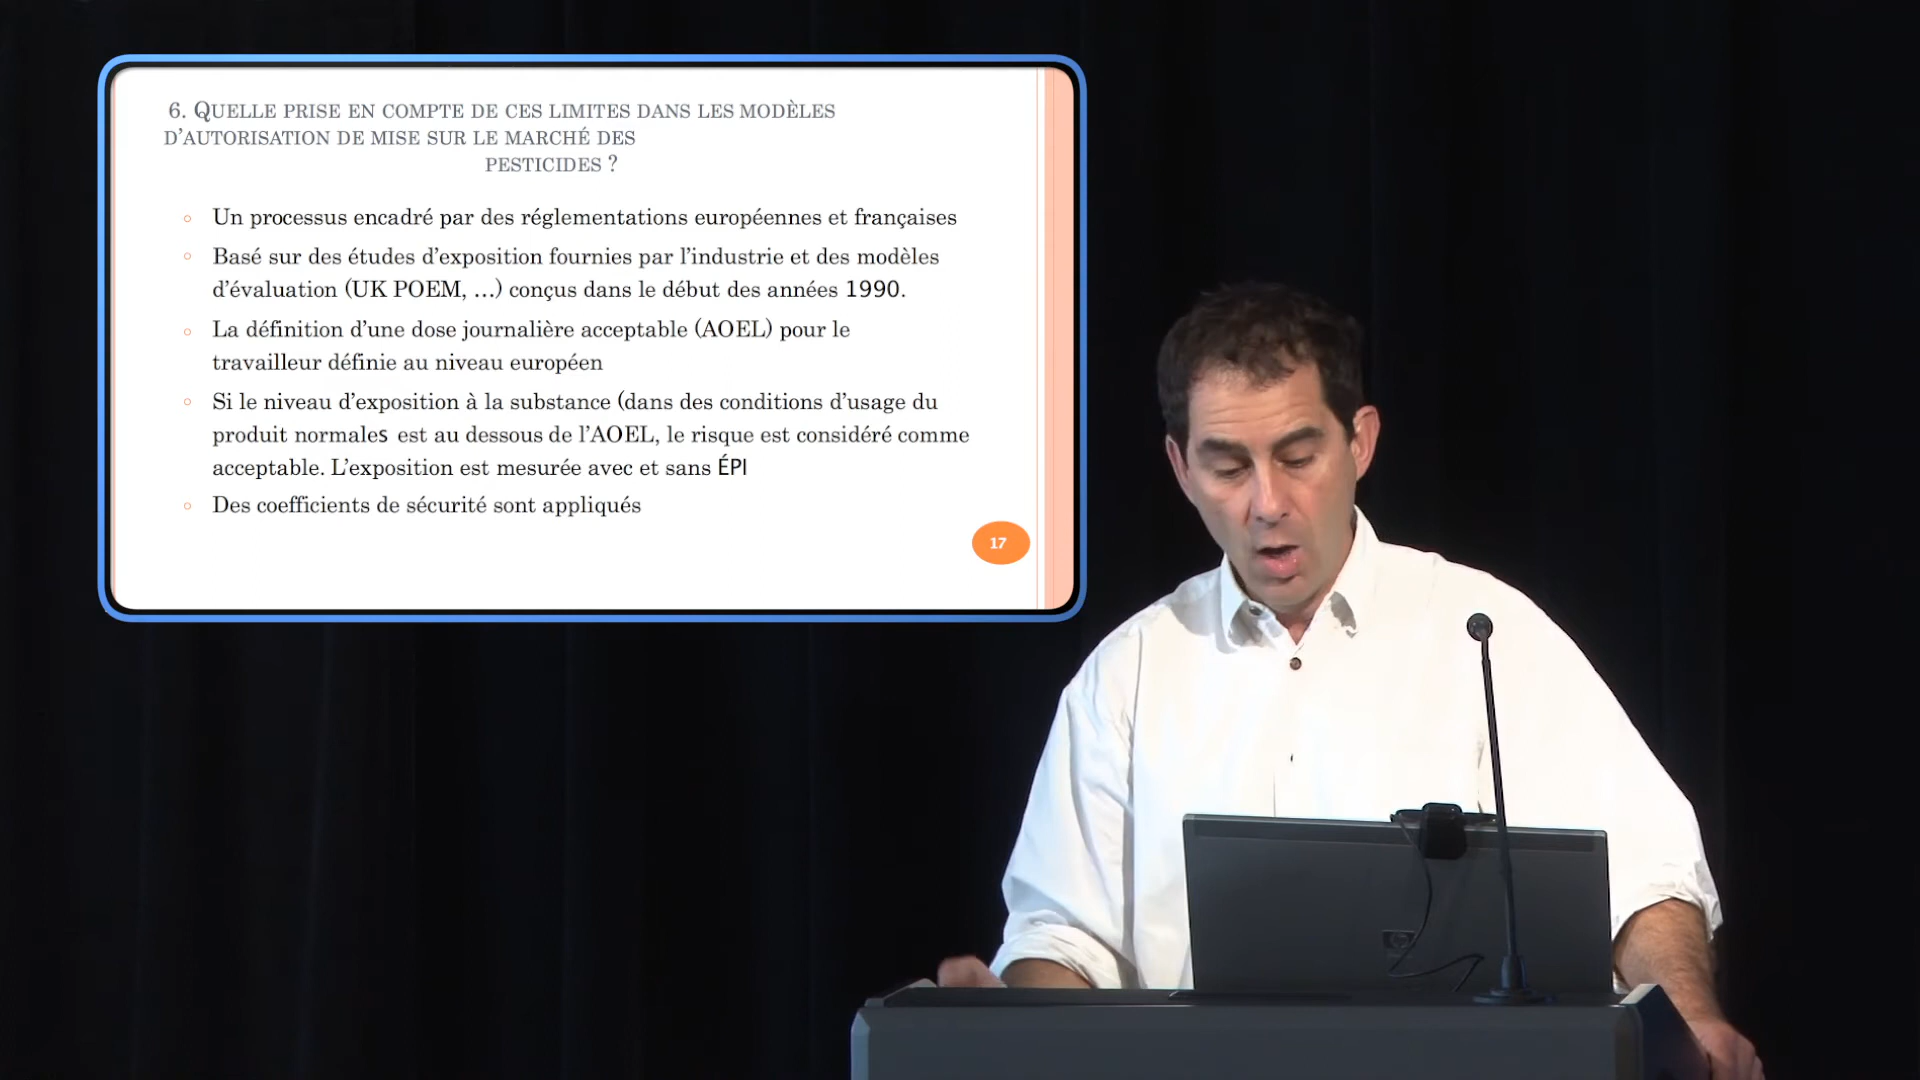 6. QUELLE PRISE EN COMPTE DE CES LIMITES DANS LES MODÈLES
D'AUTORISATION DE MISE SUR LE MARCHÉ DES
PESTICIDES ?
Un processus encadré par des réglementations européennes et françaises
Basé sur des études d'exposition fournies par l'industrie et des modèles
d'évaluation (UK POEM, …) conçus dans le début des années 1990.
La définition d'une dose journalière acceptable (AOEL) pour le
travailleur définie au niveau européen
Si le niveau d'exposition à la substance (dans des conditions d'usage du
produit normales est au dessous de l'AOEL, le risque est considéré comme
acceptable. L'exposition est mesurée avec et sans ÉPI
Des coefficients de sécurité sont appliqués
17
hp